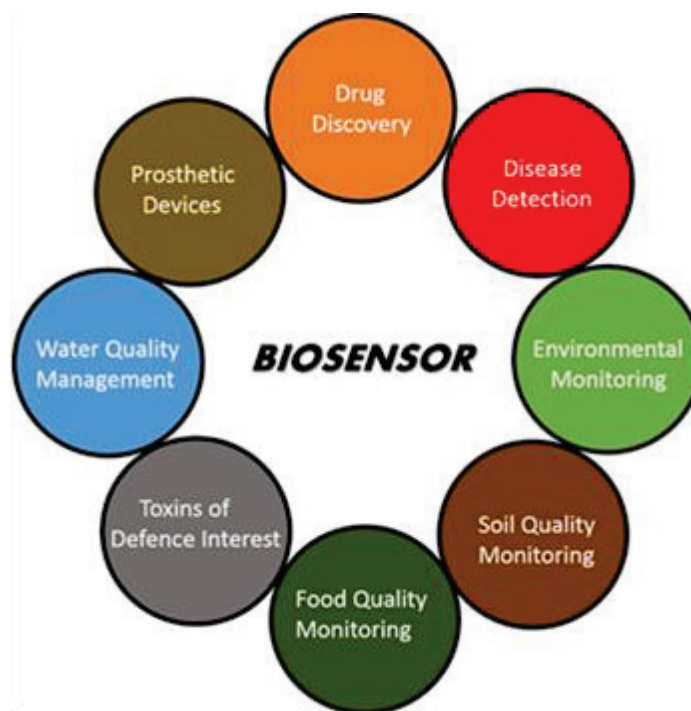 Drug
Discovery
Disease
Detection
Environmental
Monitoring
Soil Quality
Monitoring
Food Quality
Monitoring
Toxins of
Defence Interest
Water Quality
Management
Prosthetic
Devices
BIOSENSOR